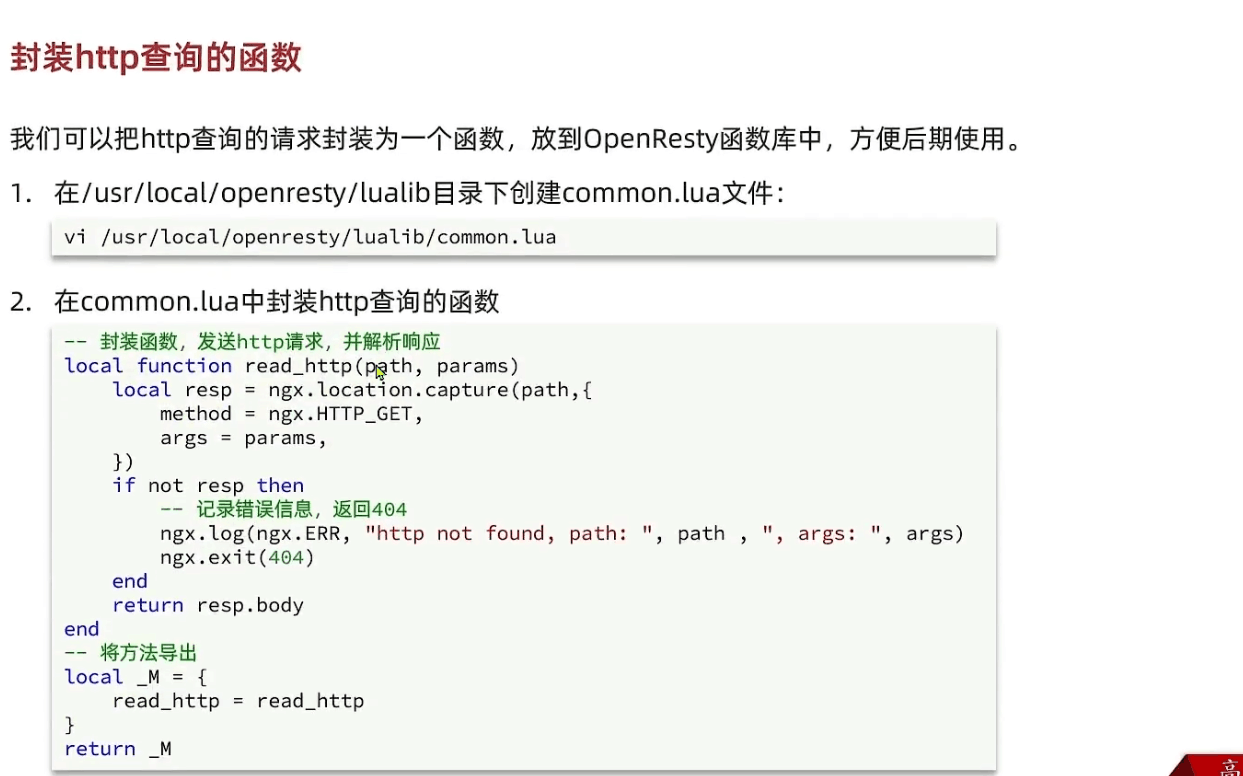 封装http查询的函数
我们可以把http查询的请求封装为一个函数，放到OpenResty函数库中，方便后期使用。
1. 在/usr/local/openresty/lualib目录下创建common.lua文件：
vi /usr/local/openresty/lualib/common.lua
2. 在common.lua中封装http查询的函数
-- 封装函数，发送http请求，并解析响应
local function read_http(path, params)
    local resp = ngx.location.capture(path,{
        method = ngx.HTTP_GET,
        args = params,
    })
    if not resp then
        -- 记录错误信息，返回404
        ngx.log(ngx.ERR, "http not found, path: ", path , ", args: ", args)
        ngx.exit(404)
    end
    return resp.body
end
-- 将方法导出
local _M = {
    read_http = read_http
}
return _M
高